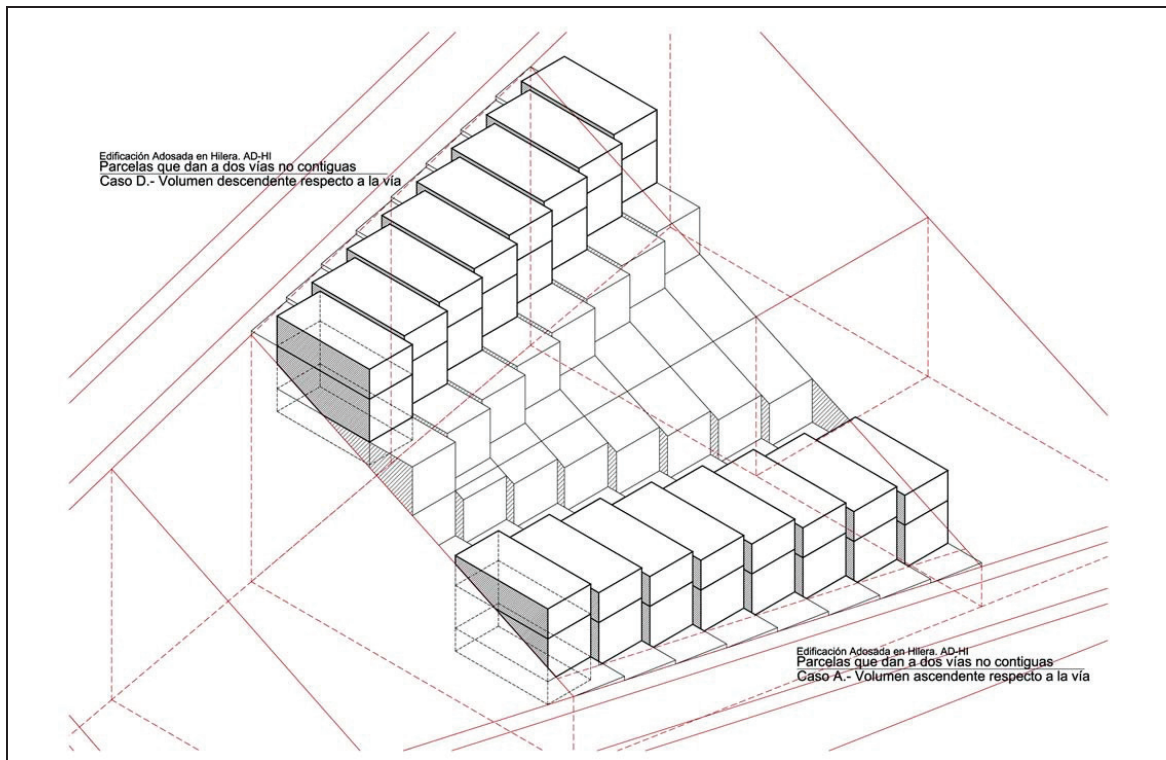 Edificación Adosada en Hilera. AD-HI
Parcelas que dan a dos vías no contiguas
Caso D.- Volumen descendente respecto a la vía
Edificación Adosada en Hilera. AD-HI
Parcelas que dan a dos vías no contiguas
Caso A.- Volumen ascendente respecto a la vía